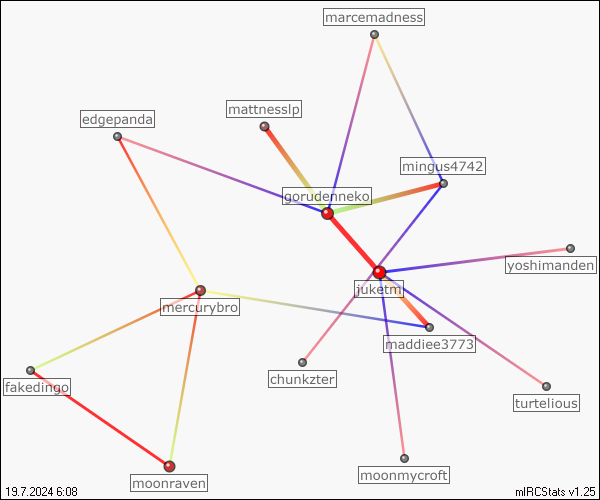 marcemadness
mattnesslp
edgepanda
mingus4742
gorudenneko
yoshimanden
juketm
mercurybro
maddiee3773
chunkzter
fakedingo
turtelious
moonmycroft
moonraven
19.7.2024 6:08
mIRCStats v1.25